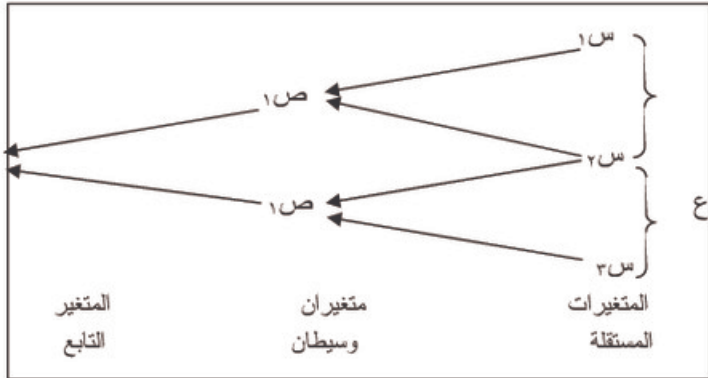 س١
ص١
س٢
ع
ص١
س٣
المتغيرات متغيران المتغير
المستقلة وسيطان التابع